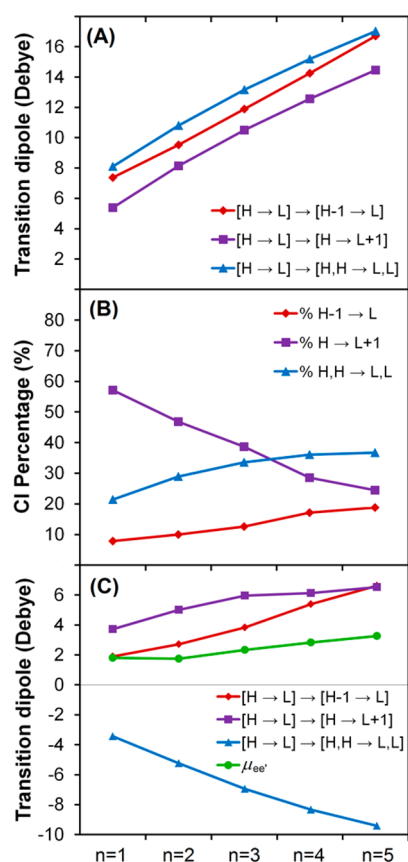 (A)
Transition dipole (Debye)
16
14
12
10
8
6
4
2
[H → L] → [H-1 → L]
[H → L] → [H → L+1]
[H → L] → [H,H → L,L]
(B)
CI Percentage (%)
80
70
60
50
40
30
20
10
% H-1 → L
% H → L+1
% H,H → L,L
(C)
Transition dipole (Debye)
6
4
2
0
-2
-4
-6
-8
-10
[H → L] → [H-1 → L]
[H → L] → [H → L+1]
[H → L] → [H,H → L,L]
μee'
n=1 n=2 n=3 n=4 n=5